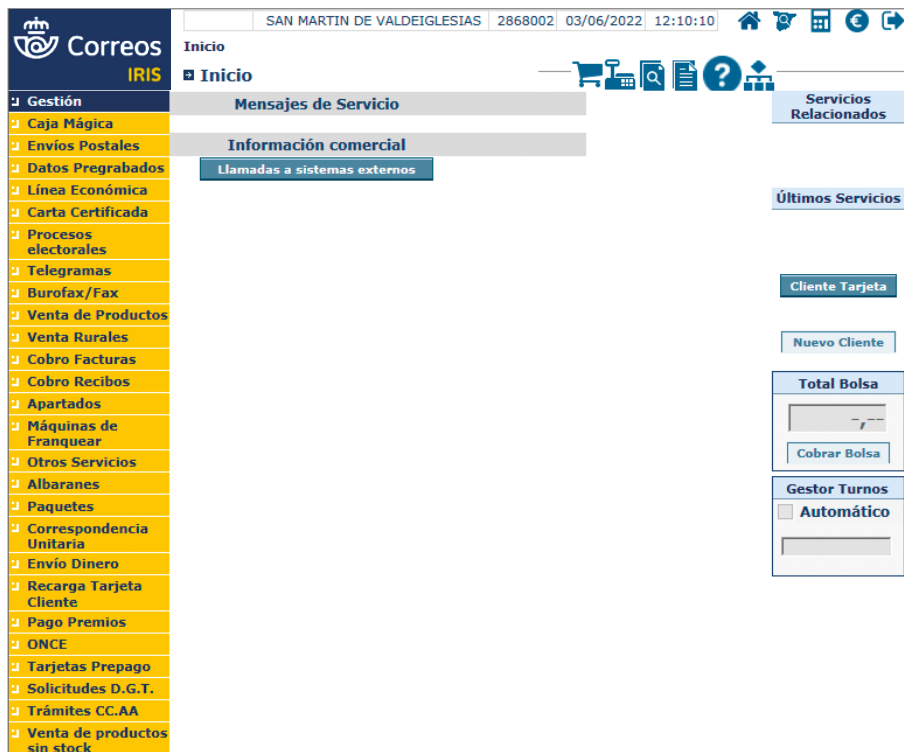 SAN MARTIN DE VALDEIGLESIAS 2868002 03/06/2022 12:10:10
Correos
IRIS
Inicio
Inicio
Gestión
Caja Mágica
Envíos Postales
Datos Pregrabados
Línea Económica
Carta Certificada
Procesos
electorales
Telegramas
Burofax/Fax
Venta de Productos
Venta Rurales
Cobro Facturas
Cobro Recibos
Apartados
Máquinas de
Franquear
Otros Servicios
Albaranes
Paquetes
Correspondencia
Unitaria
Envío Dinero
Recarga Tarjeta
Cliente
Pago Premios
ONCE
Tarjetas Prepago
Solicitudes D.G.T.
Trámites CC.AA
Venta de productos
sin stock
Mensajes de Servicio
Información comercial
Llamadas a sistemas externos
Servicios
Relacionados
Últimos Servicios
Cliente Tarjeta
Nuevo Cliente
Total Bolsa
-,--
Cobrar Bolsa
Gestor Turnos
Automático